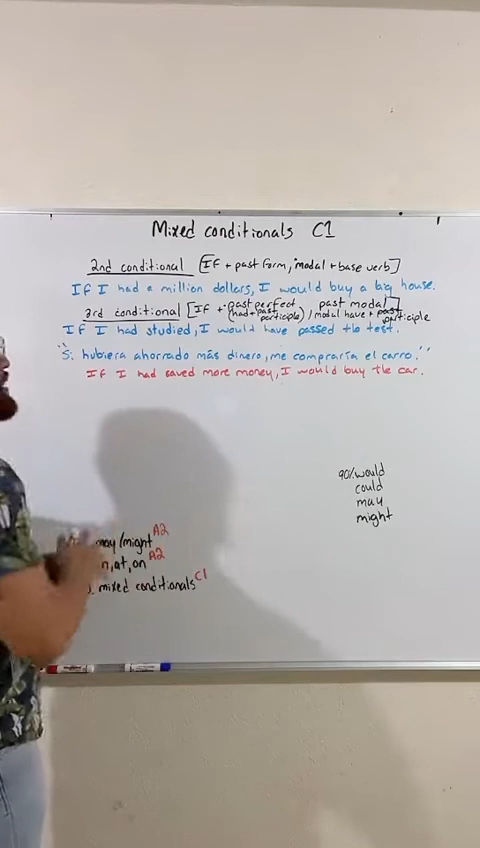 Mixed conditionals C1
2nd conditional [IF + past form, modal + base verb]
IF I had a million dollars, I would buy a big house.
3rd conditional [IF + past perfect (had + past participle) / past modal modal have + past participle]
IF I had studied, I would have passed the test.
"Si hubiera ahorrado más dinero, me compraría el carro."
IF I had saved more money, I would buy the car.
90% would
could
may
might
may/might A2
n, at, on A2
mixed conditionals C1